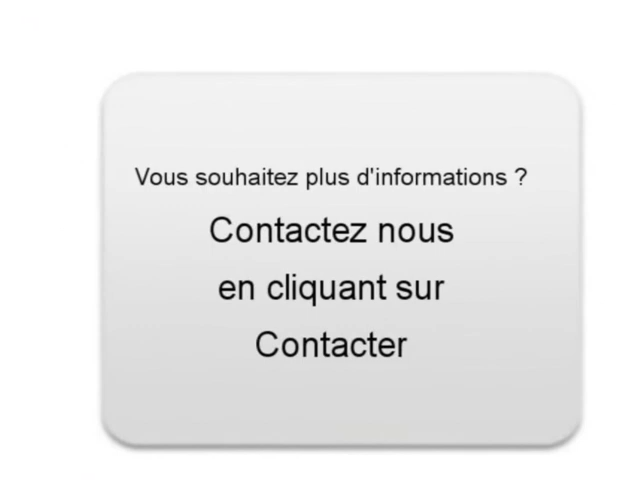 Vous souhaitez plus d'informations ?
Contactez nous
en cliquant sur
Contacter